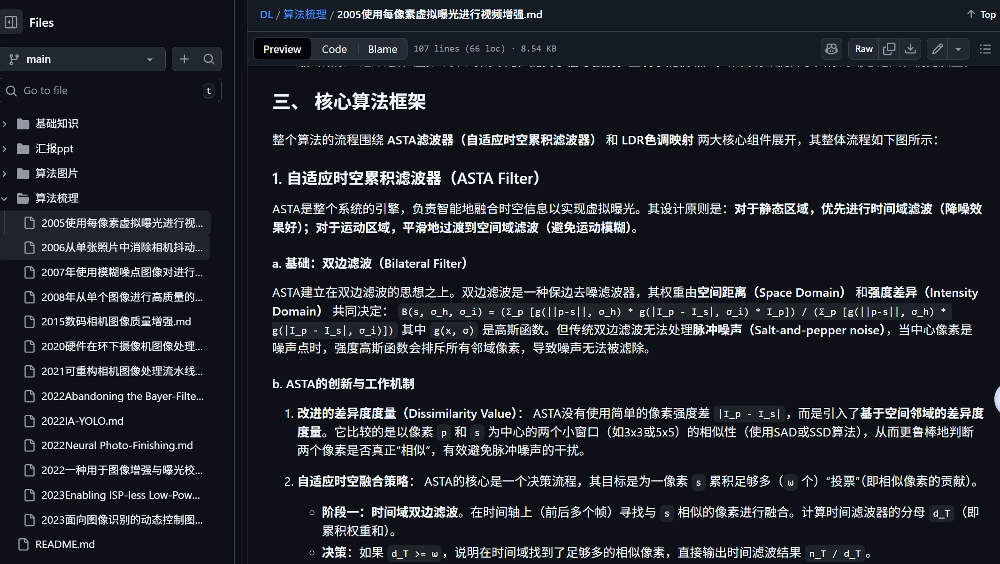 Files
main
Go to file
t
基础知识
汇报ppt
算法图片
算法梳理
2005使用每像素虚拟曝光进行视...
2006从单张照片中消除相机抖动...
2007年使用模糊噪点图像对进行...
2008年从单个图像进行高质量的...
2015数码相机图像质量增强.md
2020硬件在环下摄像机图像处理...
2021可重构相机图像处理流水线...
2022Abandoning the Bayer-Filte...
2022IA-YOLO.md
2022Neural Photo-Finishing.md
2022一种用于图像增强与曝光校...
2023Enabling ISP-less Low-Pow...
2023面向图像识别的动态控制图...
README.md
DL / 算法梳理 / 2005使用每像素虚拟曝光进行视频增强.md
Top
Preview Code Blame 107 lines (66 loc) · 8.54 KB
Raw
三、 核心算法框架
整个算法的流程围绕 ASTA滤波器（自适应时空累积滤波器） 和 LDR色调映射 两大核心组件展开，其整体流程如下图所示：
1. 自适应时空累积滤波器（ASTA Filter）
ASTA是整个系统的引擎，负责智能地融合时空信息以实现虚拟曝光。其设计原则是：对于静态区域，优先进行时间域滤波（降噪效
果好）；对于运动区域，平滑地过渡到空间域滤波（避免运动模糊）。
a. 基础：双边滤波（Bilateral Filter）
ASTA建立在双边滤波的思想之上。双边滤波是一种保边去噪滤波器，其权重由空间距离（Space Domain） 和强度差异（Intensity
Domain） 共同决定： B(s, σ_h, σ_i) = (Σ_p [g(||p-s||, σ_h) * g(|I_p - I_s|, σ_i) * I_p]) / (Σ_p [g(||p-s||, σ_h) *
g(|I_p - I_s|, σ_i)]) 其中 g(x, σ) 是高斯函数。但传统双边滤波无法处理脉冲噪声（Salt-and-pepper noise），当中心像素是
噪声点时，强度高斯函数会排斥所有邻域像素，导致噪声无法被滤除。
b. ASTA的创新与工作机制
1. 改进的差异度度量（Dissimilarity Value）： ASTA没有使用简单的像素强度差 |I_p - I_s|，而是引入了基于空间邻域的差异度
度量。它比较的是以像素 p 和 s 为中心的两个小窗口（如3x3或5x5）的相似性（使用SAD或SSD算法），从而更鲁棒地判断
两个像素是否真正“相似”，有效避免脉冲噪声的干扰。
2. 自适应时空融合策略： ASTA的核心是一个决策流程，其目标是为一像素 s 累积足够多（ω 个）“投票”（即相似像素的贡献）。
阶段一：时间域双边滤波。在时间轴上（前后多个帧）寻找与 s 相似的像素进行融合。计算时间滤波器的分母 d_T（即
累积权重和）。
决策：如果 d_T >= ω，说明在时间域找到了足够多的相似像素，直接输出时间滤波结果 n_T / d_T。